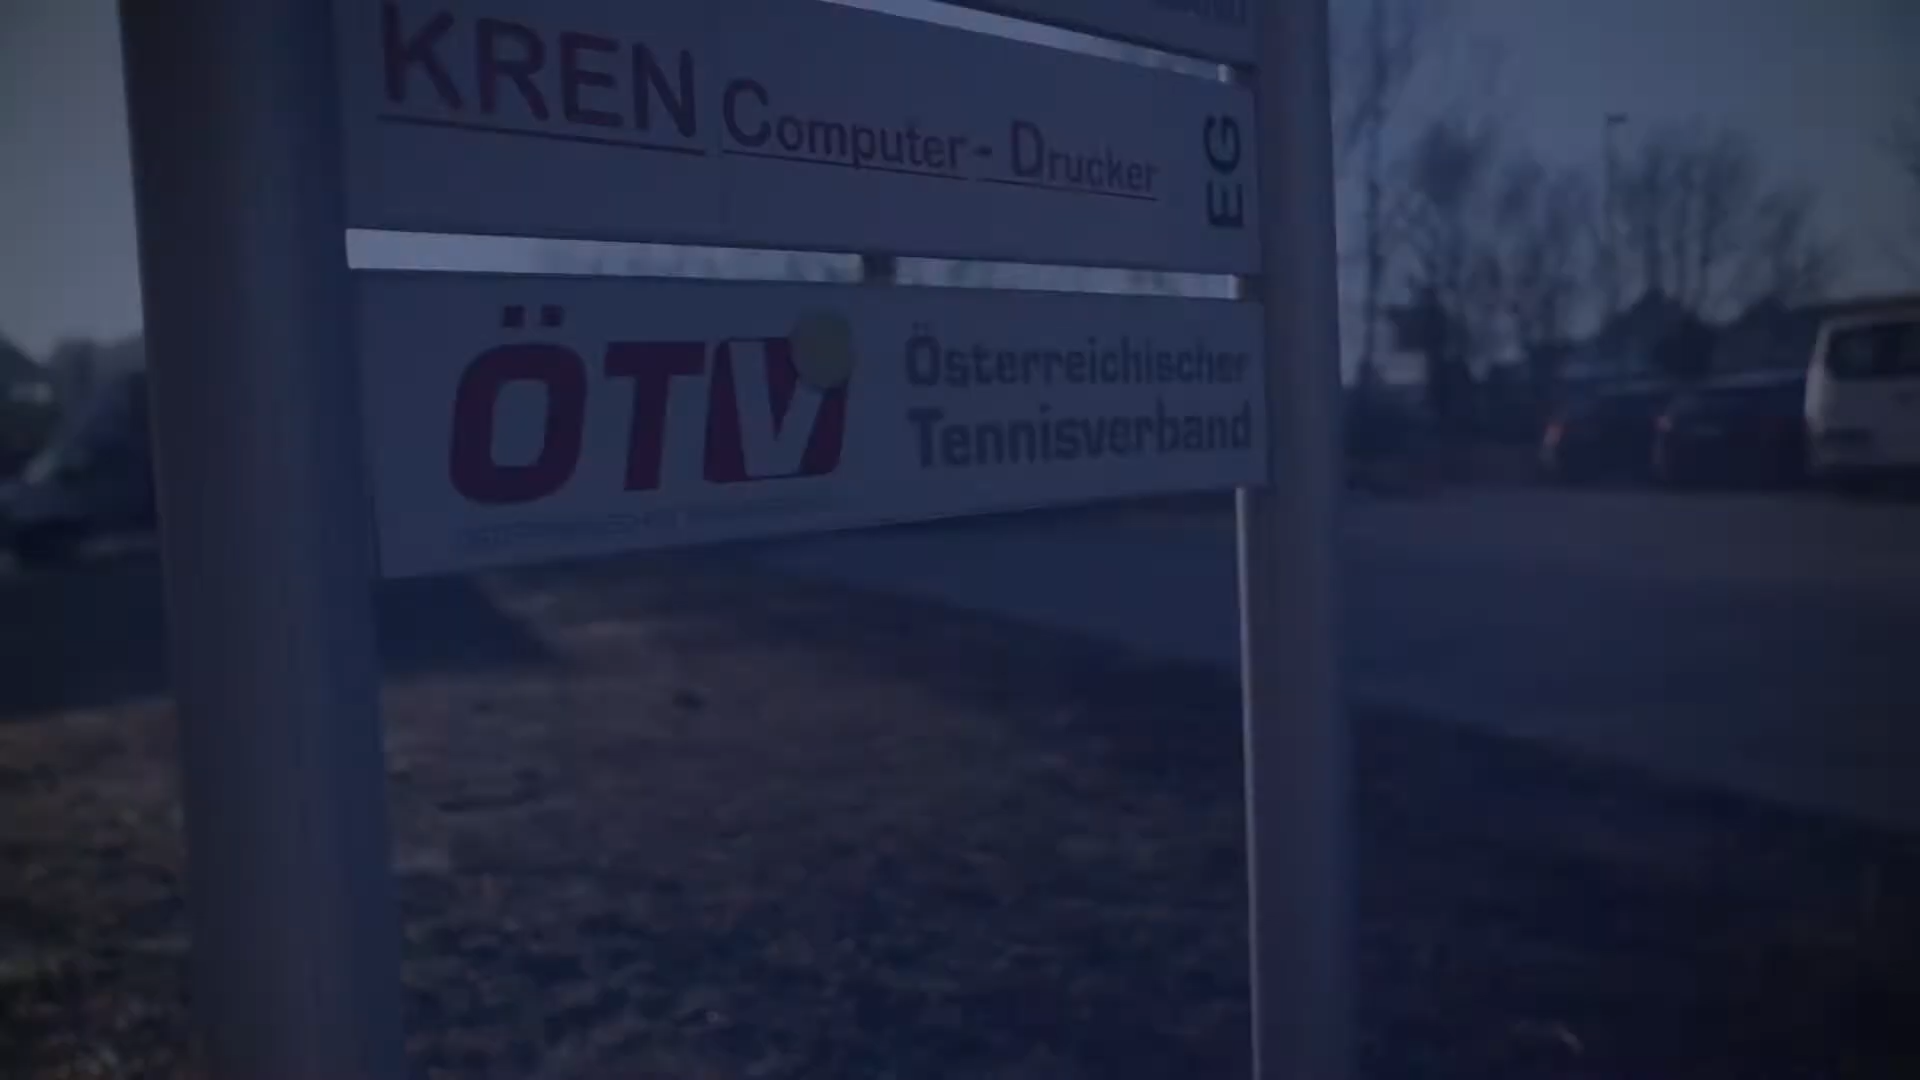 KREN Computer-Drucker
EG
ÖTV
Österreichischer
Tennisverband